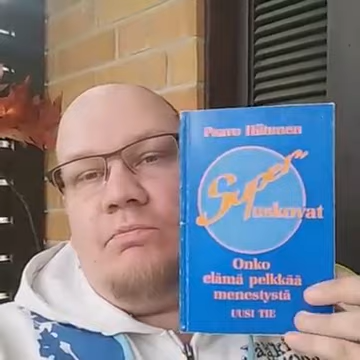 Paavo Hiltunen
Super"
uskovat
Onko
elämä pelkkää
menestystä
UUSI TIE